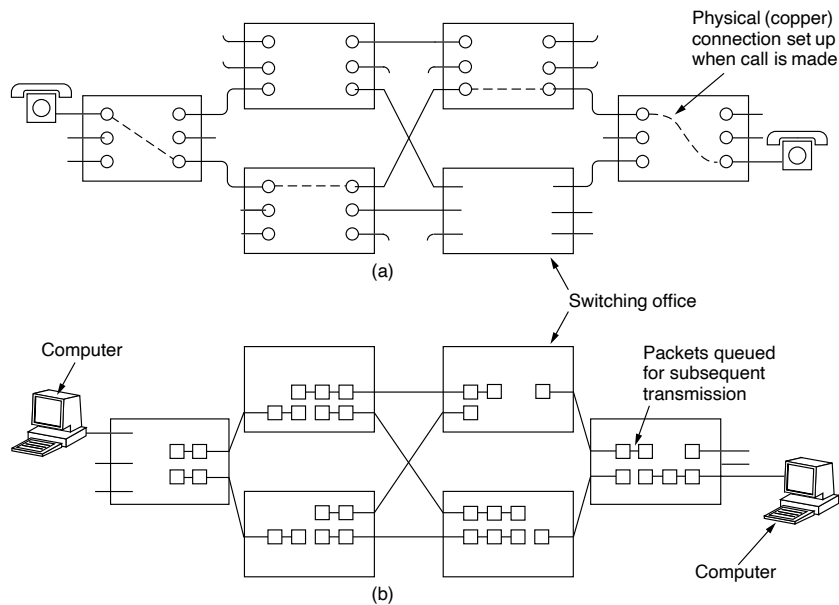 Physical (copper)
connection set up
when call is made
(a)
Switching office
Computer
Packets queued
for subsequent
transmission
Computer
(b)